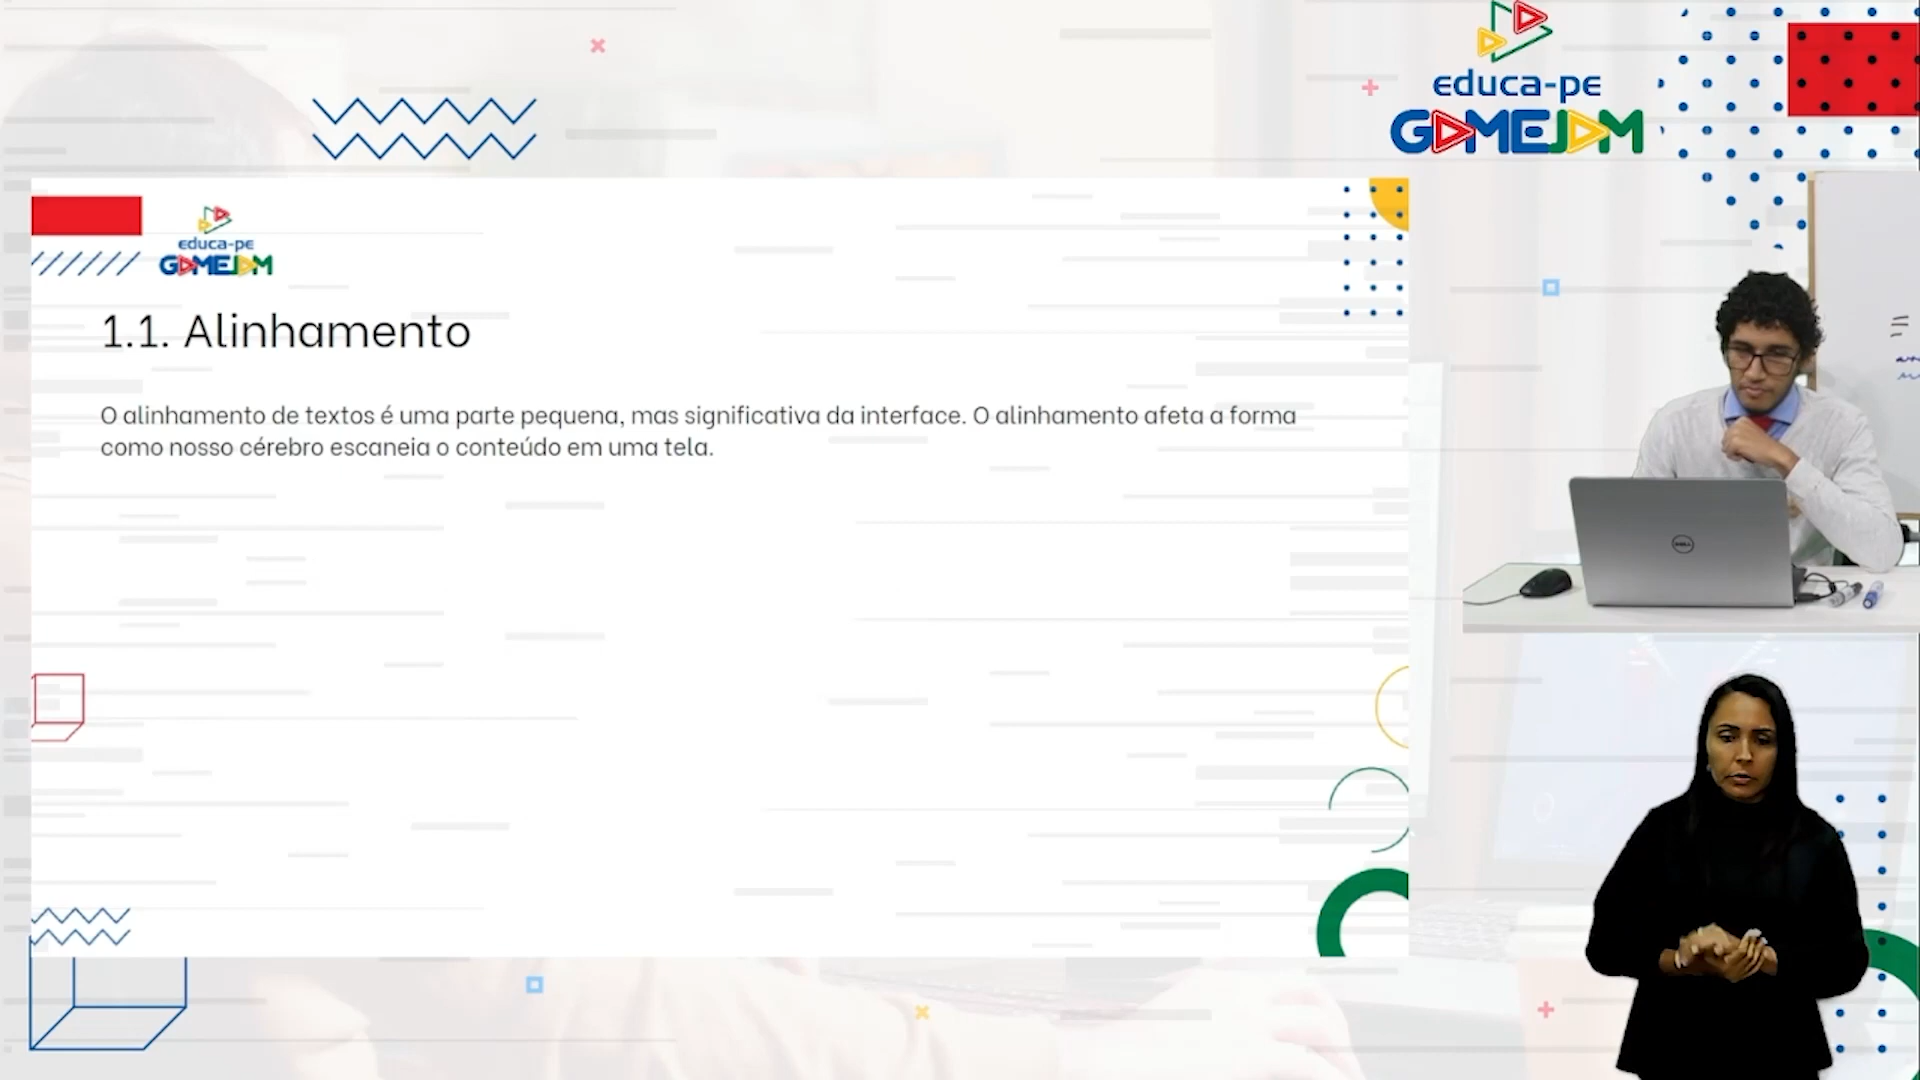 educa-pe
GAMEJAM
educa-pe
GAMEJAM
1.1. Alinhamento
O alinhamento de textos é uma parte pequena, mas significativa da interface. O alinhamento afeta a forma
como nosso cérebro escaneia o conteúdo em uma tela.
DELL